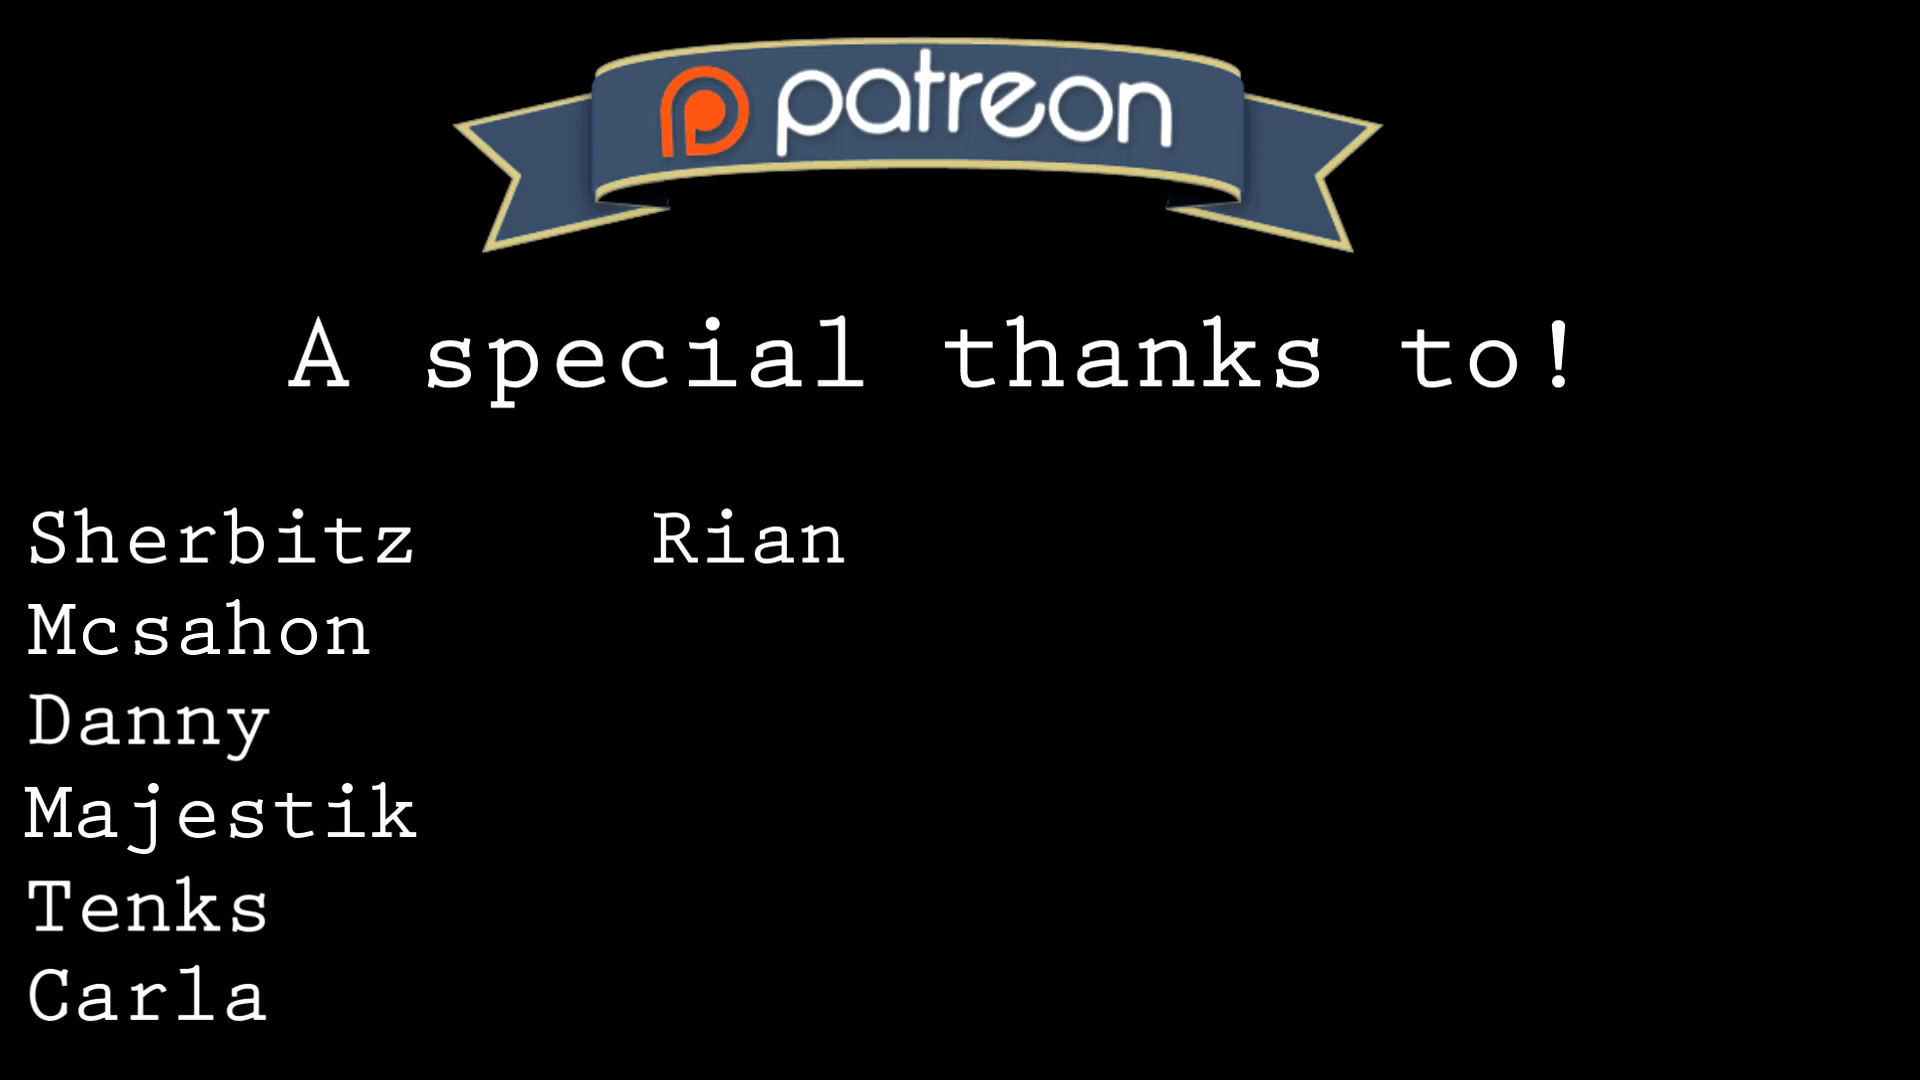 patreon
A special thanks to!
Sherbitz
Mcsahon
Danny
Majestik
Tenks
Carla
Rian